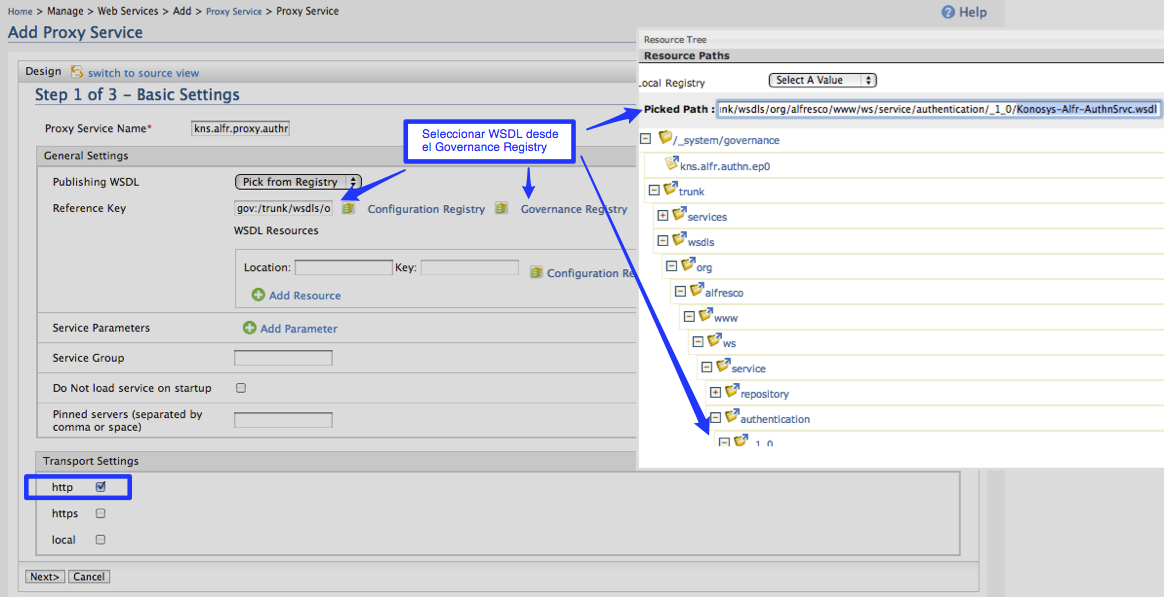 Home > Manage > Web Services > Add > Proxy Service > Proxy Service
Help
Add Proxy Service
Design switch to source view
Step 1 of 3 - Basic Settings
Proxy Service Name* kns.alfr.proxy.authr
General Settings
Publishing WSDL Pick from Registry
Reference Key gov:/trunk/wsdls/o Configuration Registry Governance Registry
WSDL Resources
Location: Key: Configuration Re
Add Resource
Service Parameters Add Parameter
Service Group
Do Not load service on startup
Pinned servers (separated by
comma or space)
Transport Settings
http
https
local
Next> Cancel
Seleccionar WSDL desde
el Governance Registry
Resource Tree
Resource Paths
Local Registry Select A Value
Picked Path : ink/wsdls/org/alfresco/www/ws/service/authentication/_1_0/Konosys-Alfr-AuthnSrvc.wsdl
/_system/governance
kns.alfr.authn.ep0
trunk
services
wsdls
org
alfresco
www
ws
service
repository
authentication
_1_0